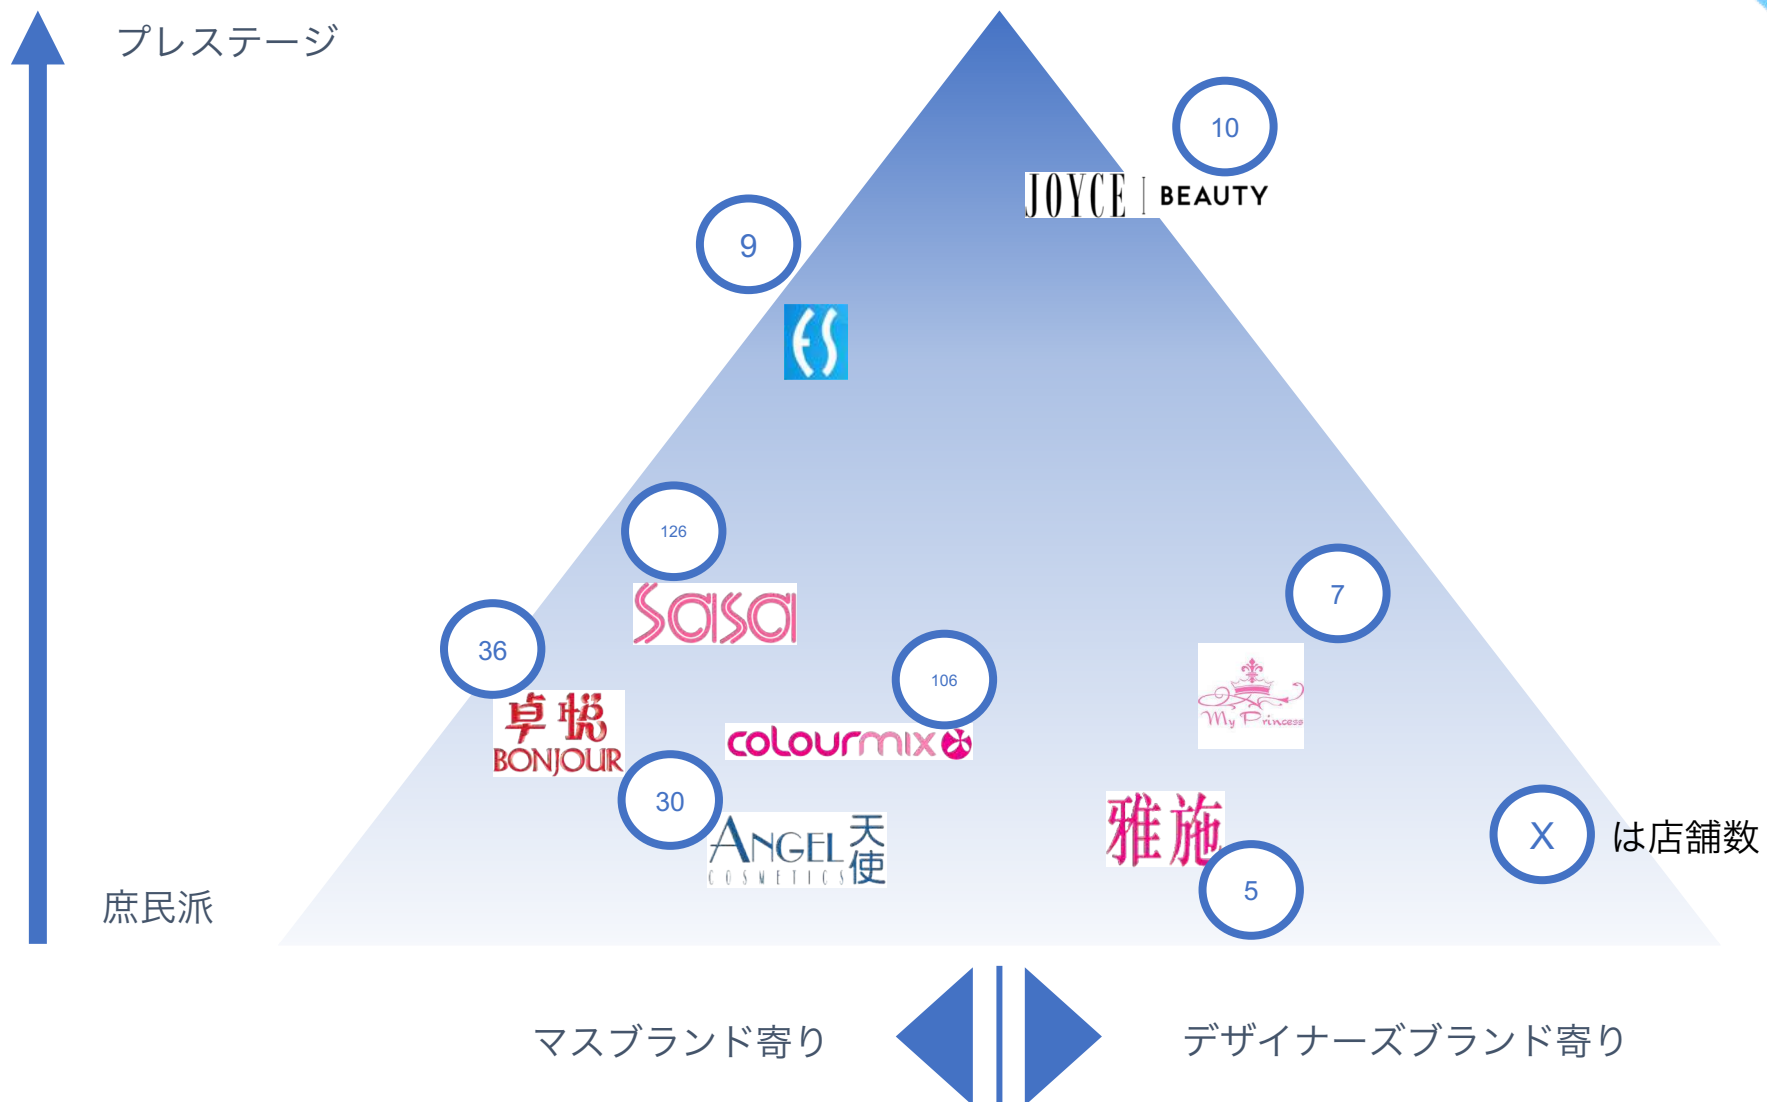 プレステージ
10
JOYCE | BEAUTY
9
ES
126
sasa
7
36
106
My Princess
卓悦
BONJOUR
colourmix
30
ANGEL 天使
COSMETICS
雅施
X は店舗数
5
庶民派
マスブランド寄り
デザイナーズブランド寄り